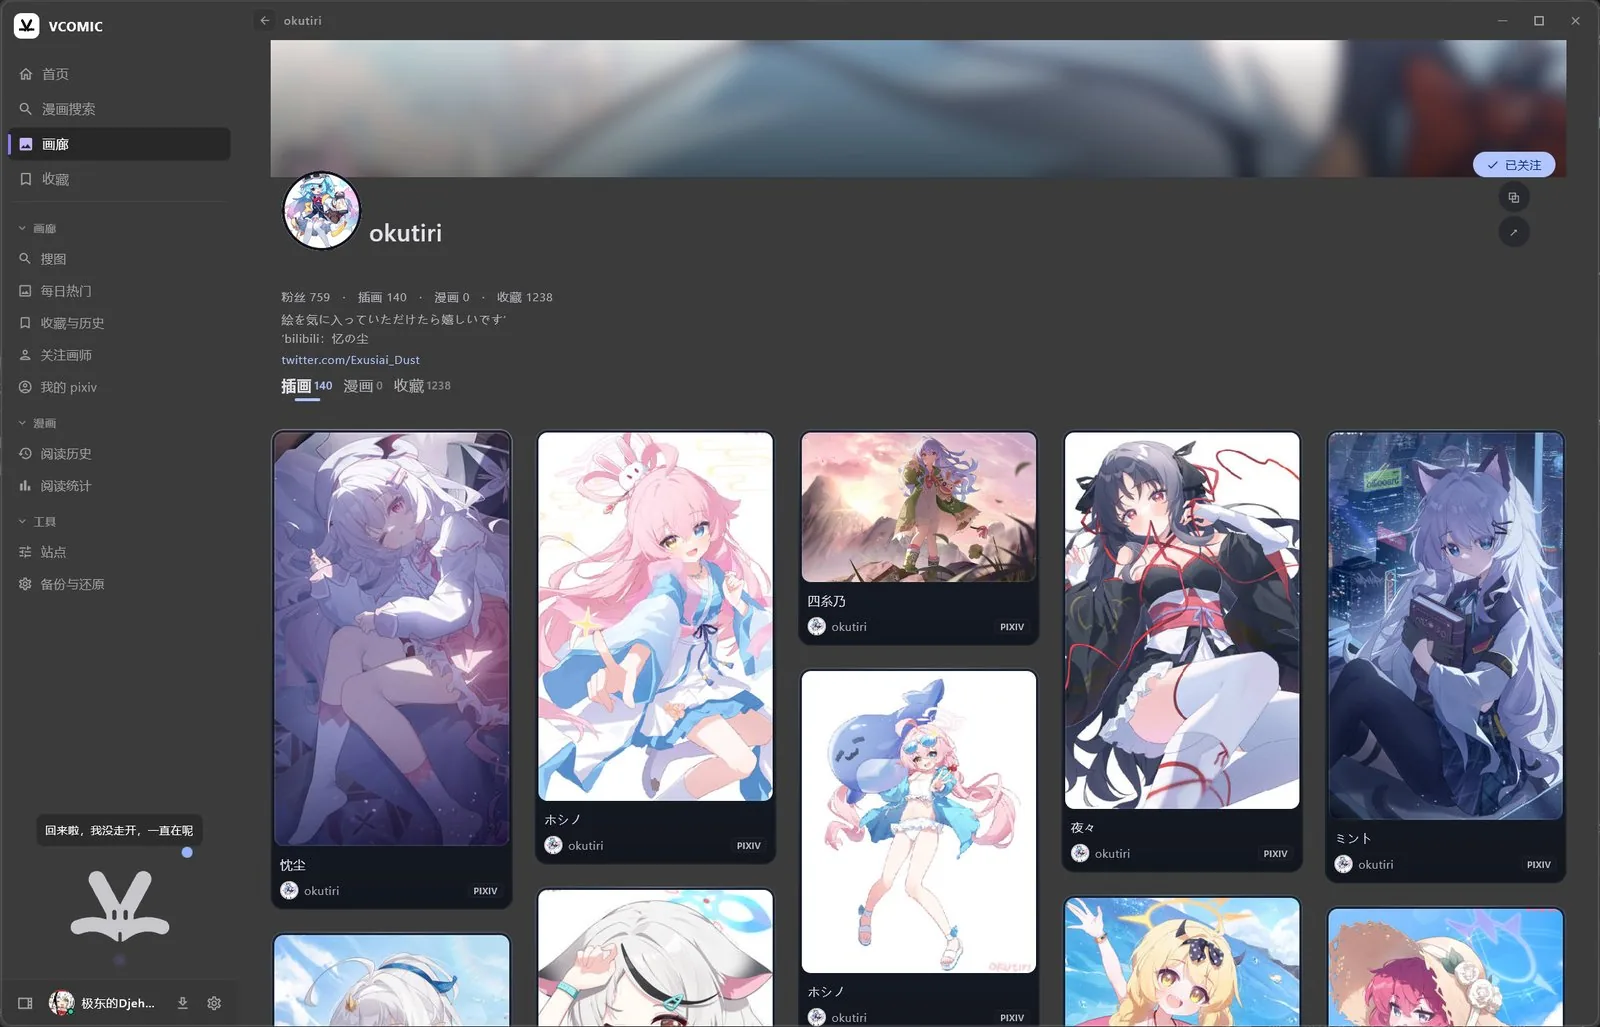 VCOMIC
okutiri
首页
漫画搜索
画廊
收藏
画廊
搜图
每日热门
收藏与历史
关注画师
我的 pixiv
漫画
阅读历史
阅读统计
工具
站点
备份与还原
回来啦，我没走开，一直在呢
极东的Djeh...
已关注
okutiri
粉丝 759 · 插画 140 · 漫画 0 · 收藏 1238
絵を気に入っていただけたら嬉しいです'
'bilibili：忆の尘
twitter.com/Exusiai_Dust
插画 140 漫画 0 收藏 1238
忱尘
okutiri PIXIV
ホシノ
okutiri PIXIV
四糸乃
okutiri PIXIV
okutiri
ホシノ
okutiri PIXIV
夜々
okutiri PIXIV
ミント
okutiri PIXIV